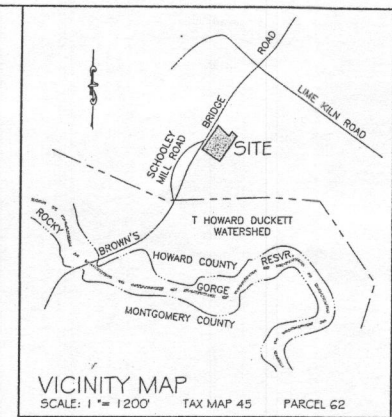 ROAD
BRIDGE
LIME KILN ROAD
SCHOOLEY
MILL ROAD
SITE
ROCKY
BROWN'S
T HOWARD DUCKETT
WATERSHED
HOWARD COUNTY
RESVR.
GORGE
MONTGOMERY COUNTY
VICINITY MAP
SCALE: 1 "= 1200' TAX MAP 45 PARCEL 62